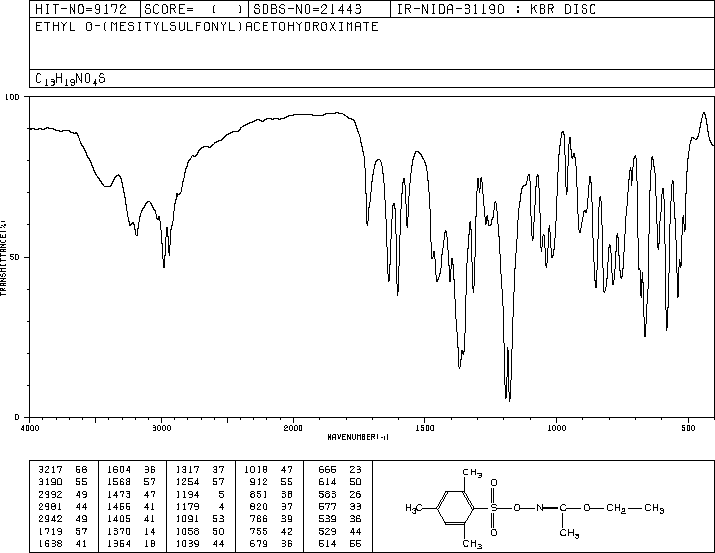 HIT-NO=9172 SCORE= ( ) SDBS-NO=21443 IR-NIDA-31190 : KBR DISC
ETHYL O-(MESITYLSULFONYL)ACETOHYDROXIMATE
C13H19NO4S
100
50
0
TRANSMITTANCE(%)
4000 3000 2000 1500 1000 500
WAVENUMBER(-1)
3217 68 1604 36 1317 37 1018 47 666 23
3190 55 1568 57 1254 57 912 55 614 50
2992 49 1473 47 1194 5 851 38 583 26
2981 44 1455 41 1179 4 820 37 577 33
2942 49 1405 41 1091 53 786 39 539 36
1719 57 1370 14 1058 50 755 42 529 44
1638 41 1354 18 1039 44 679 36 514 55
CH3
O
H3C S O N C O CH2 CH3
O
CH3
CH3